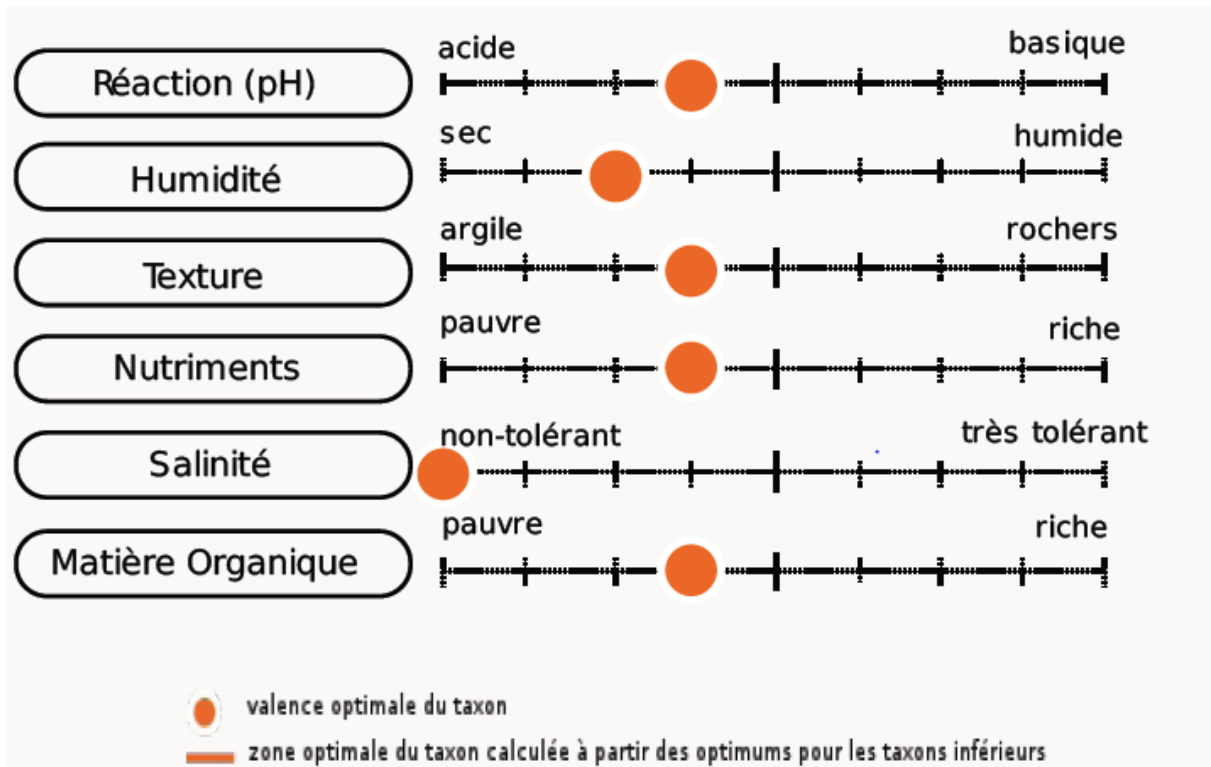 acide basique
Réaction (pH)
sec humide
Humidité
argile rochers
Texture
pauvre riche
Nutriments
non-tolérant très tolérant
Salinité
pauvre riche
Matière Organique
valence optimale du taxon
zone optimale du taxon calculée à partir des optimums pour les taxons inférieurs